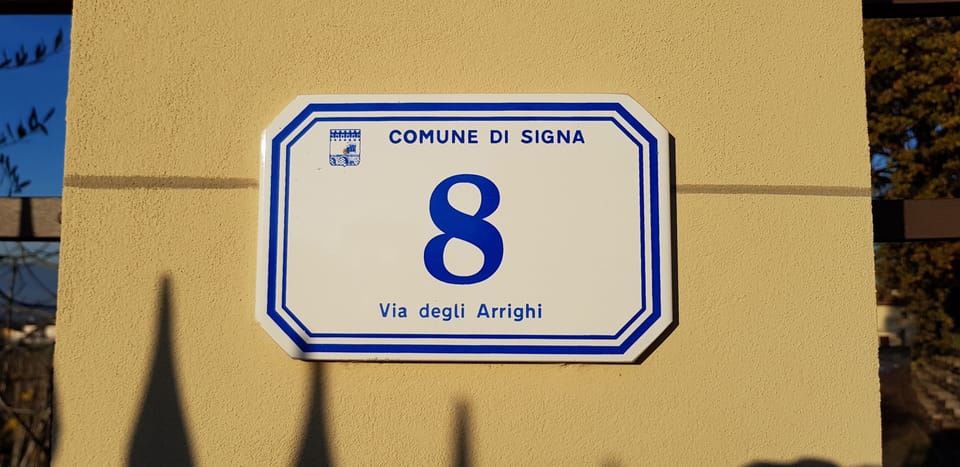 COMUNE DI SIGNA
8
Via degli Arrighi